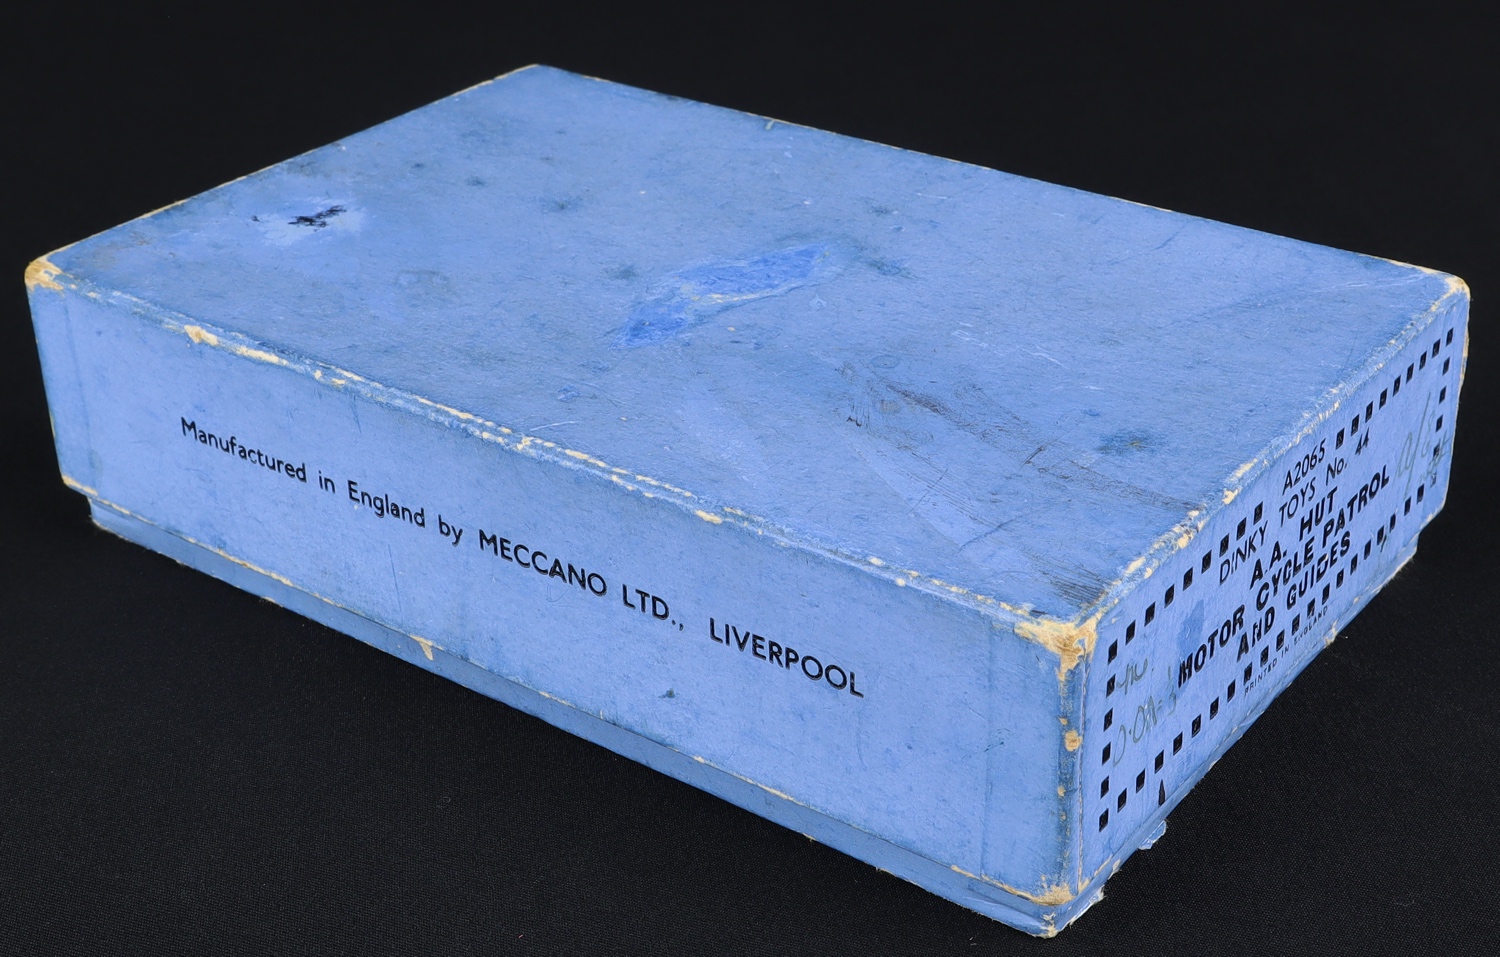 Manufactured in England by MECCANO LTD., LIVERPOOL
A2065
DINKY TOYS No. 44
A.A. HUT
MOTOR CYCLE PATROL
AND GUIDES
PRINTED IN ENGLAND